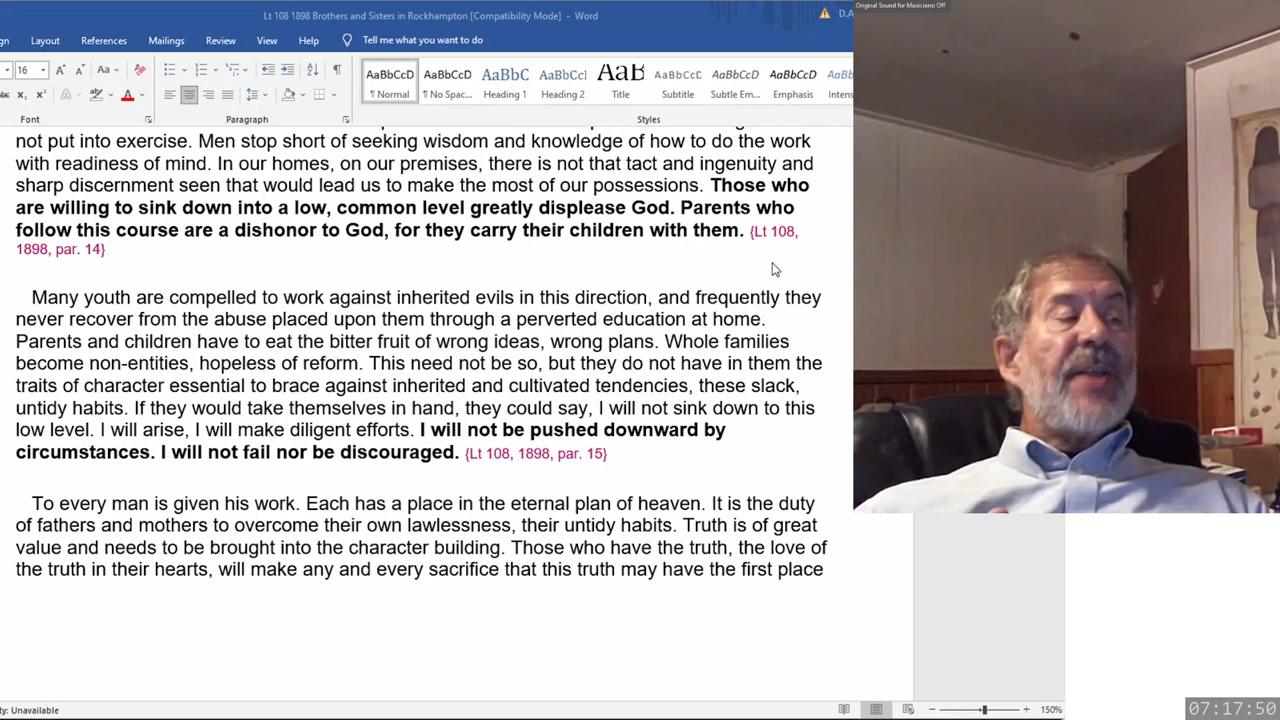 Original Sound for Musicians: Off
Lt 108 1898 Brothers and Sisters in Rockhampton [Compatibility Mode] - Word
D.A
gn Layout References Mailings Review View Help Tell me what you want to do
16 Aa
AaBbCcD AaBbCcD AaBbC AaBbCcl AaB AaBbCcD AaBbCcD AaBbCcD AaBb
¶ Normal ¶ No Spac... Heading 1 Heading 2 Title Subtitle Subtle Em... Emphasis Intens
Font Paragraph Styles
not put into exercise. Men stop short of seeking wisdom and knowledge of how to do the work
with readiness of mind. In our homes, on our premises, there is not that tact and ingenuity and
sharp discernment seen that would lead us to make the most of our possessions. Those who
are willing to sink down into a low, common level greatly displease God. Parents who
follow this course are a dishonor to God, for they carry their children with them. {Lt 108,
1898, par. 14}
Many youth are compelled to work against inherited evils in this direction, and frequently they
never recover from the abuse placed upon them through a perverted education at home.
Parents and children have to eat the bitter fruit of wrong ideas, wrong plans. Whole families
become non-entities, hopeless of reform. This need not be so, but they do not have in them the
traits of character essential to brace against inherited and cultivated tendencies, these slack,
untidy habits. If they would take themselves in hand, they could say, I will not sink down to this
low level. I will arise, I will make diligent efforts. I will not be pushed downward by
circumstances. I will not fail nor be discouraged. {Lt 108, 1898, par. 15}
To every man is given his work. Each has a place in the eternal plan of heaven. It is the duty
of fathers and mothers to overcome their own lawlessness, their untidy habits. Truth is of great
value and needs to be brought into the character building. Those who have the truth, the love of
the truth in their hearts, will make any and every sacrifice that this truth may have the first place
ty: Unavailable
150%
07:17:50